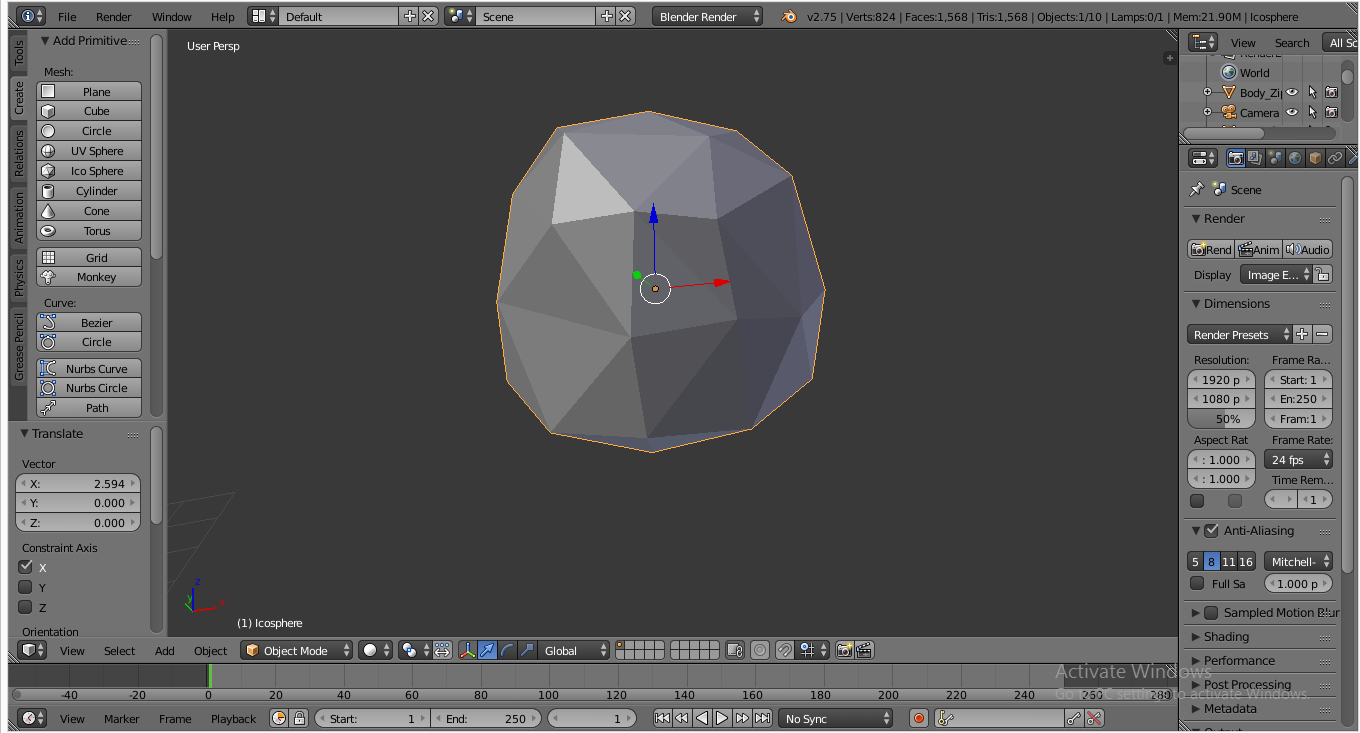 File Render Window Help Default Scene Blender Render v2.75 | Verts:824 | Faces:1,568 | Tris:1,568 | Objects:1/10 | Lamps:0/1 | Mem:21.90M | Icosphere
Tools
Create
Relations
Animation
Physics
Grease Pencil
Add Primitive
Mesh:
Plane
Cube
Circle
UV Sphere
Ico Sphere
Cylinder
Cone
Torus
Grid
Monkey
Curve:
Bezier
Circle
Nurbs Curve
Nurbs Circle
Path
Translate
Vector
X: 2.594
Y: 0.000
Z: 0.000
Constraint Axis
X
Y
Z
Orientation
User Persp
z
y
x
(1) Icosphere
View Select Add Object Object Mode Global
-40 -20 0 20 40 60 80 100 120 140 160 180 200 220 240 260 280
View Marker Frame Playback Start: 1 End: 250 1 No Sync
View Search All Sc
World
Body_Zip
Camera
Scene
Render
Rend Anim Audio
Display Image E...
Dimensions
Render Presets
Resolution: Frame Ra...
1920 p Start: 1
1080 p En:250
50% Fram:1
Aspect Rat Frame Rate:
: 1.000 24 fps
: 1.000 Time Rem...
1
Anti-Aliasing
5 8 11 16 Mitchell-
Full Sa 1.000 p
Sampled Motion Blur
Shading
Performance
Post Processing
Metadata
Activate Windows
Go to PC settings to activate Windows.